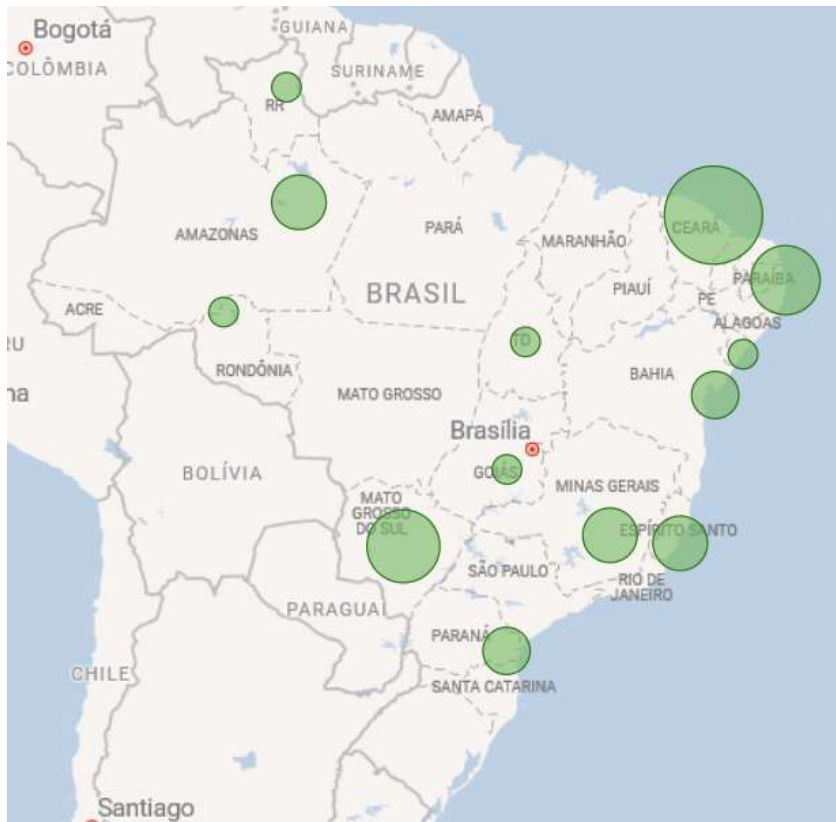 Bogotá
COLÔMBIA
GUIANA
SURINAME
RR
AMAPÁ
AMAZONAS
PARÁ
MARANHÃO
CEARÁ
BRASIL
PIAUÍ
PE
PARAÍBA
ACRE
ALAGOAS
RU
TO
RONDÔNIA
BAHIA
na
MATO GROSSO
Brasília
BOLÍVIA
GOIÁS
MINAS GERAIS
MATO
GROSSO
DO SUL
ESPÍRITO SANTO
SÃO PAULO
RIO DE
JANEIRO
PARAGUAI
PARANÁ
CHILE
SANTA CATARINA
Santiago